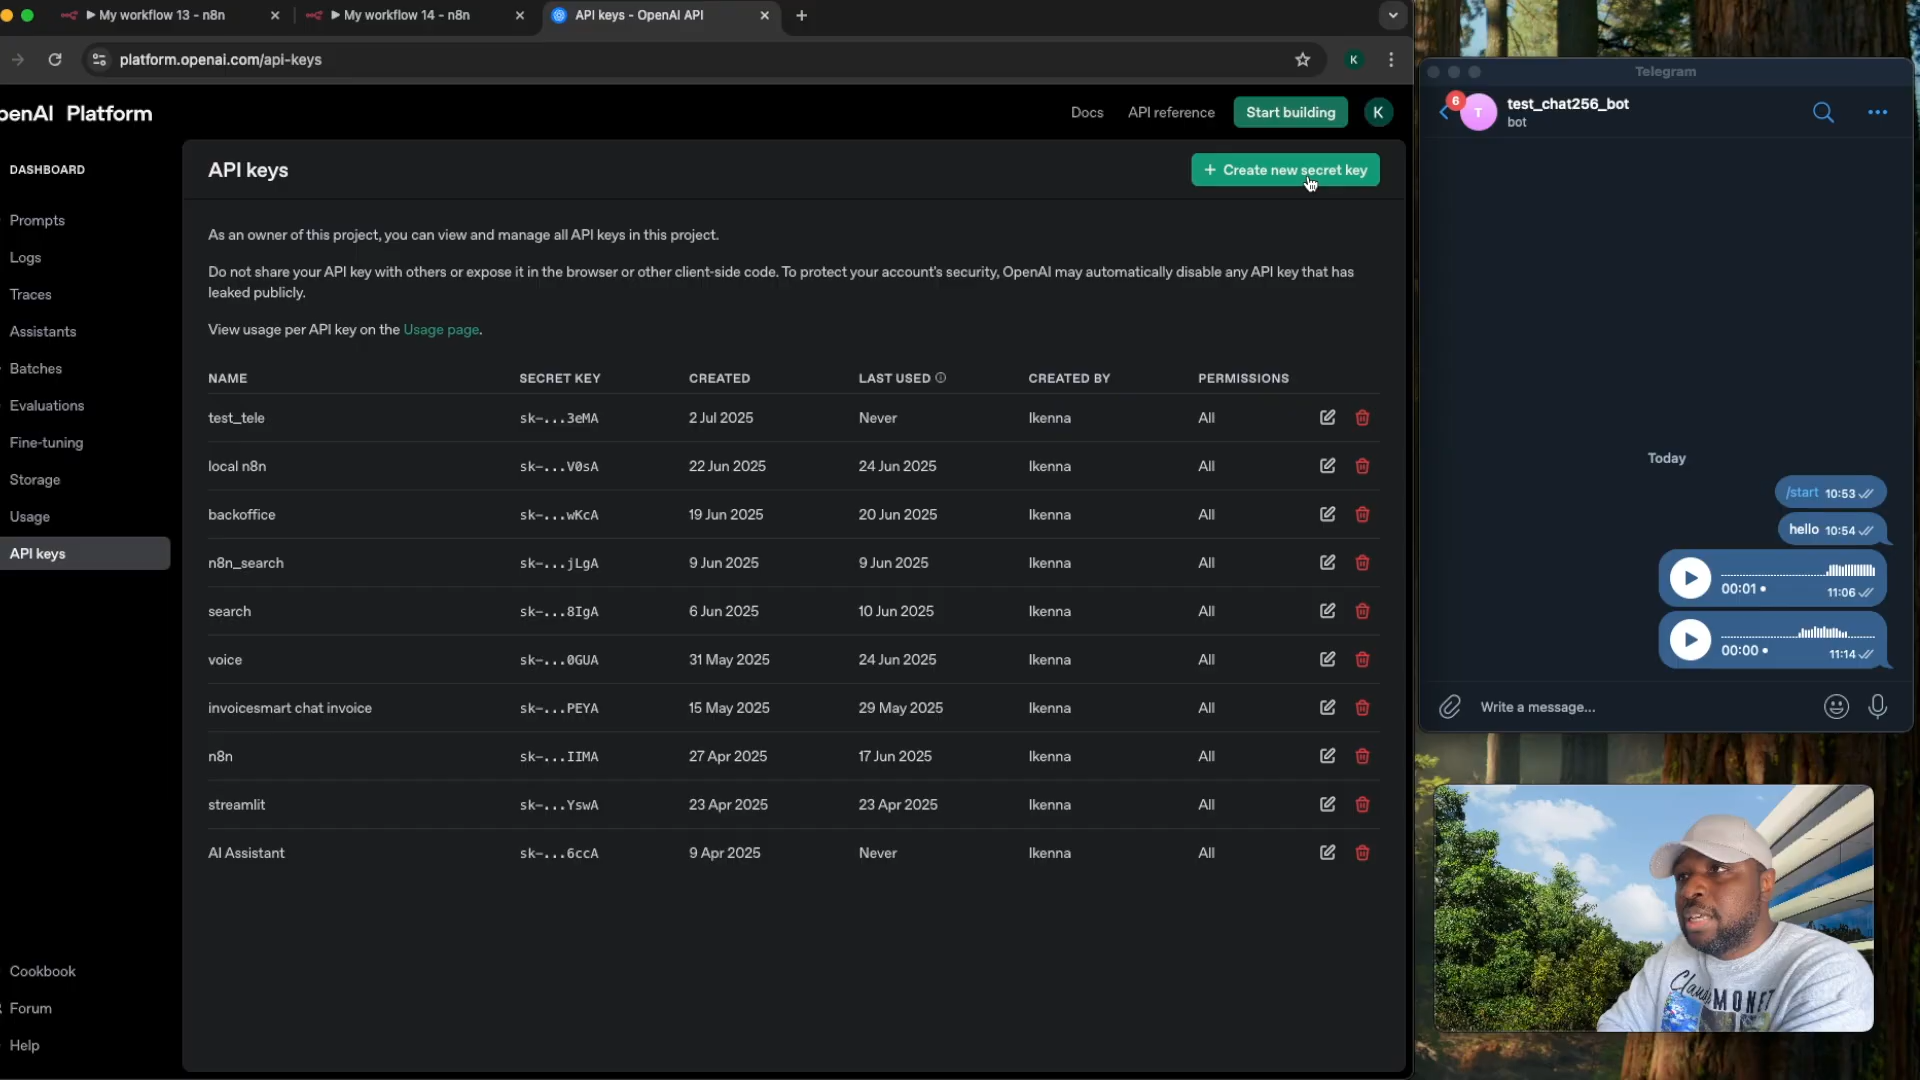 My workflow 13 - n8n
My workflow 14 - n8n
API keys - OpenAI API
platform.openai.com/api-keys
K
penAI Platform
Docs
API reference
Start building
K
DASHBOARD
Prompts
Logs
Traces
Assistants
Batches
Evaluations
Fine-tuning
Storage
Usage
API keys
Cookbook
Forum
Help
API keys
+ Create new secret key
As an owner of this project, you can view and manage all API keys in this project.
Do not share your API key with others or expose it in the browser or other client-side code. To protect your account's security, OpenAI may automatically disable any API key that has
leaked publicly.
View usage per API key on the Usage page.
NAME SECRET KEY CREATED LAST USED CREATED BY PERMISSIONS
test_tele sk-...3eMA 2 Jul 2025 Never Ikenna All
local n8n sk-...V0sA 22 Jun 2025 24 Jun 2025 Ikenna All
backoffice sk-...wKcA 19 Jun 2025 20 Jun 2025 Ikenna All
n8n_search sk-...jLgA 9 Jun 2025 9 Jun 2025 Ikenna All
search sk-...8IgA 6 Jun 2025 10 Jun 2025 Ikenna All
voice sk-...0GUA 31 May 2025 24 Jun 2025 Ikenna All
invoicesmart chat invoice sk-...PEYA 15 May 2025 29 May 2025 Ikenna All
n8n sk-...IIMA 27 Apr 2025 17 Jun 2025 Ikenna All
streamlit sk-...YswA 23 Apr 2025 23 Apr 2025 Ikenna All
AI Assistant sk-...6ccA 9 Apr 2025 Never Ikenna All
Telegram
6
T
test_chat256_bot
bot
Today
/start 10:53
hello 10:54
00:01 11:06
00:00 11:14
Write a message...
Claude
MONET